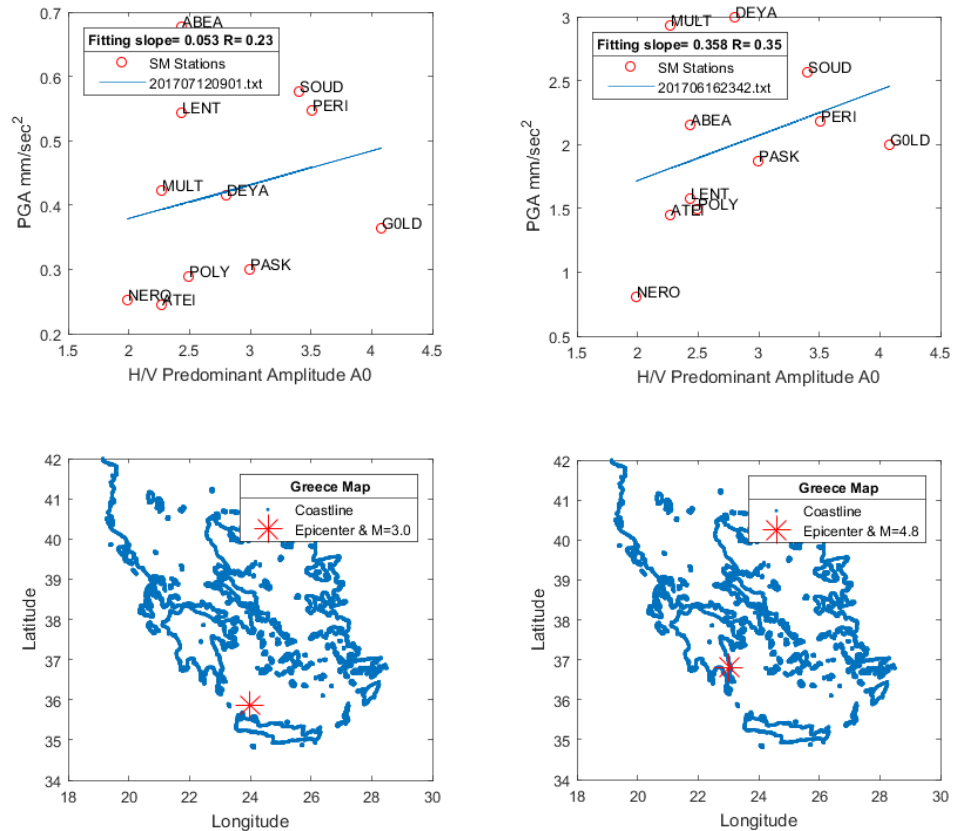 ABEA
0.7
Fitting slope= 0.053 R= 0.23
SM Stations
201707120901.txt
SOUD
0.6
LENT
PERI
PGA mm/sec2
0.5
MULT
DEYA
0.4
G0LD
POLY
PASK
0.3
NERO
ATEI
0.2
1.5 2 2.5 3 3.5 4 4.5
H/V Predominant Amplitude A0
3
MULT
DEYA
Fitting slope= 0.358 R= 0.35
SM Stations
201706162342.txt
SOUD
2.5
ABEA
PERI
PGA mm/sec2
2
G0LD
PASK
LENT
POLY
1.5
ATEI
1
NERO
0.5
1.5 2 2.5 3 3.5 4 4.5
H/V Predominant Amplitude A0
42
Greece Map
Coastline
Epicenter & M=3.0
41
40
39
Latitude
38
37
36
35
34
18 20 22 24 26 28 30
Longitude
42
Greece Map
Coastline
Epicenter & M=4.8
41
40
39
Latitude
38
37
36
35
34
18 20 22 24 26 28 30
Longitude